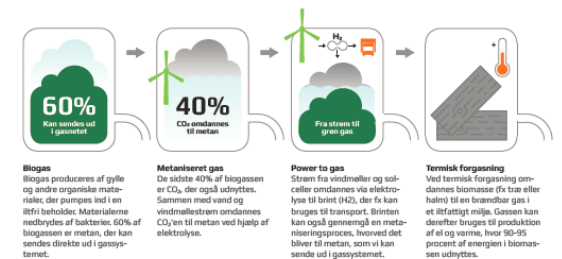 60%
Kan sendes ud
i gasnetet
40%
CO₂ omdannes
til metan
H₂
Fra strøm til
grøn gas
+
Biogas
Biogas produceres af gylle
og andre organiske mate-
rialer, der pumpes ind i en
iltfri beholder. Materialerne
nedbrydes af bakterier. 60% af
biogassen er metan, der kan
sendes direkte ud i gassys-
temet.
Metaniseret gas
De sidste 40% af biogassen
er CO₂, der også udnyttes.
Sammen med vand og
vindmøllestrøm omdannes
CO₂'en til metan ved hjælp af
elektrolyse.
Power to gas
Strøm fra vindmøller og sol-
celler omdannes via elektro-
lyse til brint (H2), der fx kan
bruges til transport. Brinten
kan også gennemgå en meta-
niseringsproces, hvorved det
bliver til metan, som vi kan
sende ud i gassystemet.
Termisk forgasning
Ved termisk forgasning om-
dannes biomasse (fx træ eller
halm) til en brændbar gas i
et iltfattigt miljø. Gassen kan
derefter bruges til produktion
af el og varme, hvor 90-95
procent af energien i biomas-
sen udnyttes.